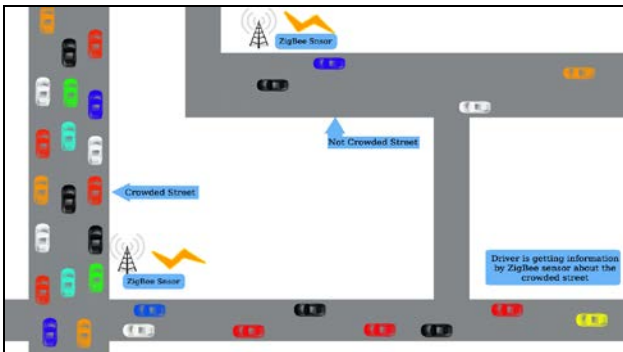 ZigBee Snsor
Not Crowded Street
Crowded Street
ZigBee Sesor
Driver is getting information
by ZigBee sensor about the
crowded street